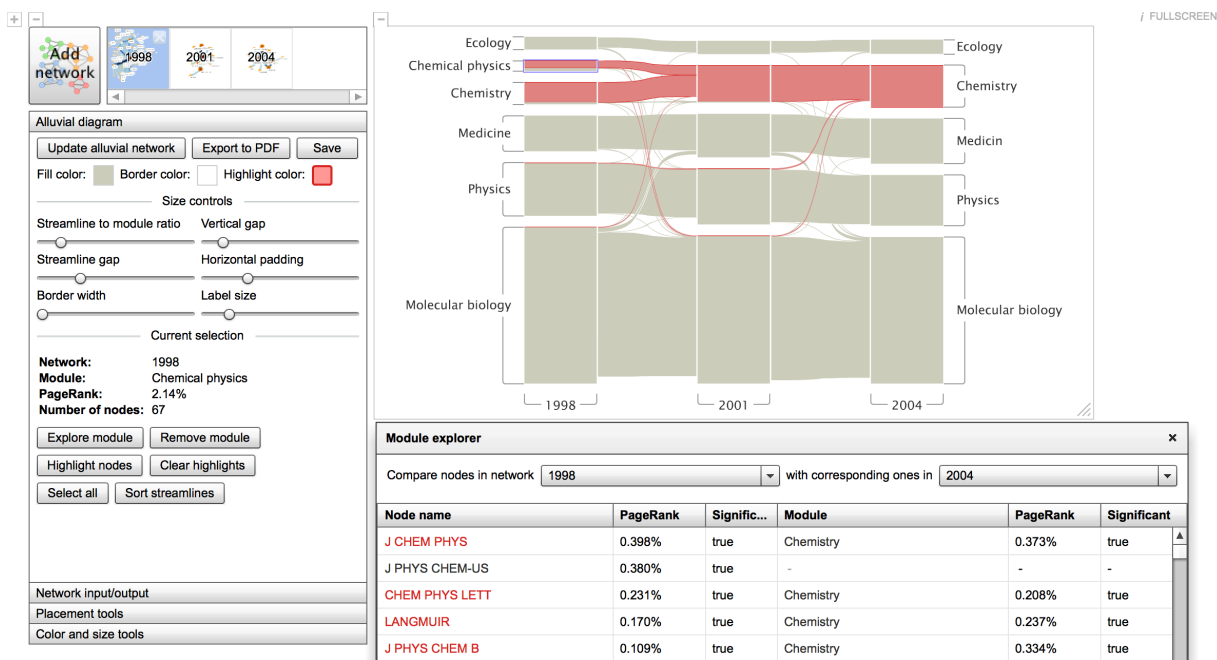 i FULLSCREEN
Add network
1998
2001
2004
Alluvial diagram
Update alluvial network
Export to PDF
Save
Fill color:
Border color:
Highlight color:
Size controls
Streamline to module ratio
Vertical gap
Streamline gap
Horizontal padding
Border width
Label size
Current selection
Network: 1998
Module: Chemical physics
PageRank: 2.14%
Number of nodes: 67
Explore module
Remove module
Highlight nodes
Clear highlights
Select all
Sort streamlines
Network input/output
Placement tools
Color and size tools
Ecology
Chemical physics
Chemistry
Medicine
Physics
Molecular biology
Ecology
Chemistry
Medicin
Physics
Molecular biology
1998
2001
2004
Module explorer
×
Compare nodes in network 1998 with corresponding ones in 2004
Node name PageRank Signific... Module PageRank Significant
J CHEM PHYS 0.398% true Chemistry 0.373% true
J PHYS CHEM-US 0.380% true - - -
CHEM PHYS LETT 0.231% true Chemistry 0.208% true
LANGMUIR 0.170% true Chemistry 0.237% true
J PHYS CHEM B 0.109% true Chemistry 0.334% true